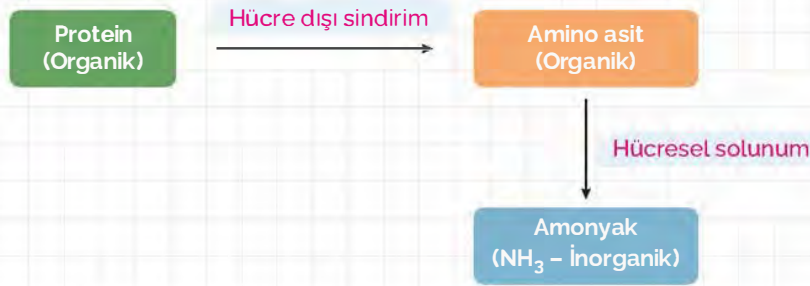 Hücre dışı sindirim
Protein
(Organik)
Amino asit
(Organik)
Hücresel solunum
Amonyak
(NH₃ – İnorganik)